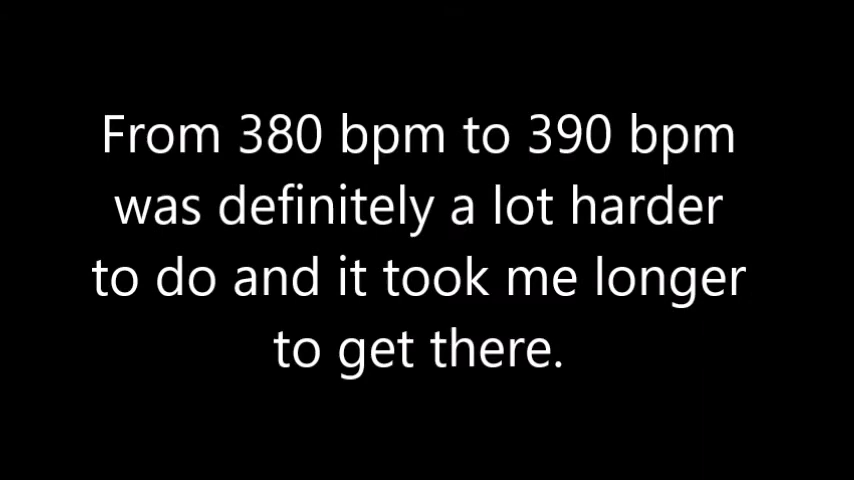 From 380 bpm to 390 bpm
was definitely a lot harder
to do and it took me longer
to get there.